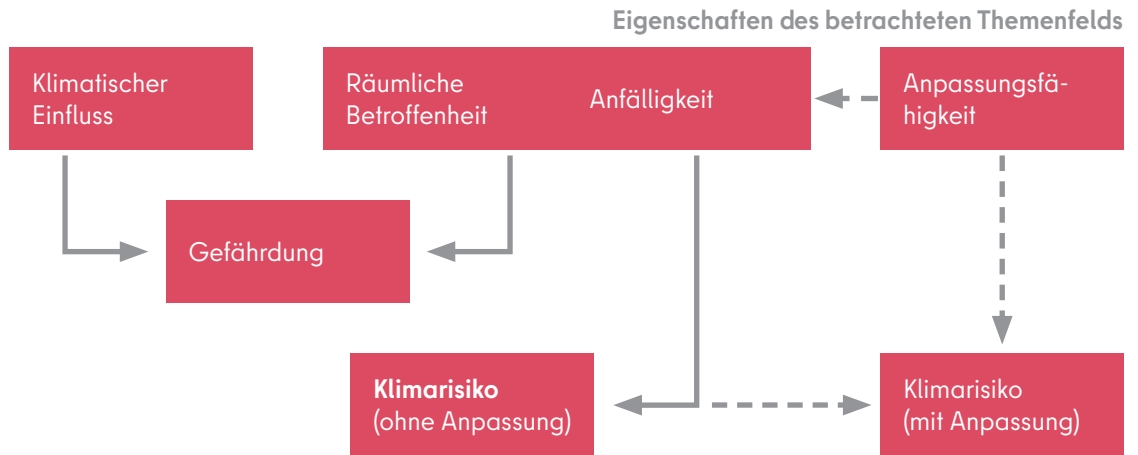 Eigenschaften des betrachteten Themenfelds
Klimatischer
Einfluss
Räumliche
Betroffenheit
Anfälligkeit
Anpassungsfä-
higkeit
Gefährdung
Klimarisiko
(ohne Anpassung)
Klimarisiko
(mit Anpassung)